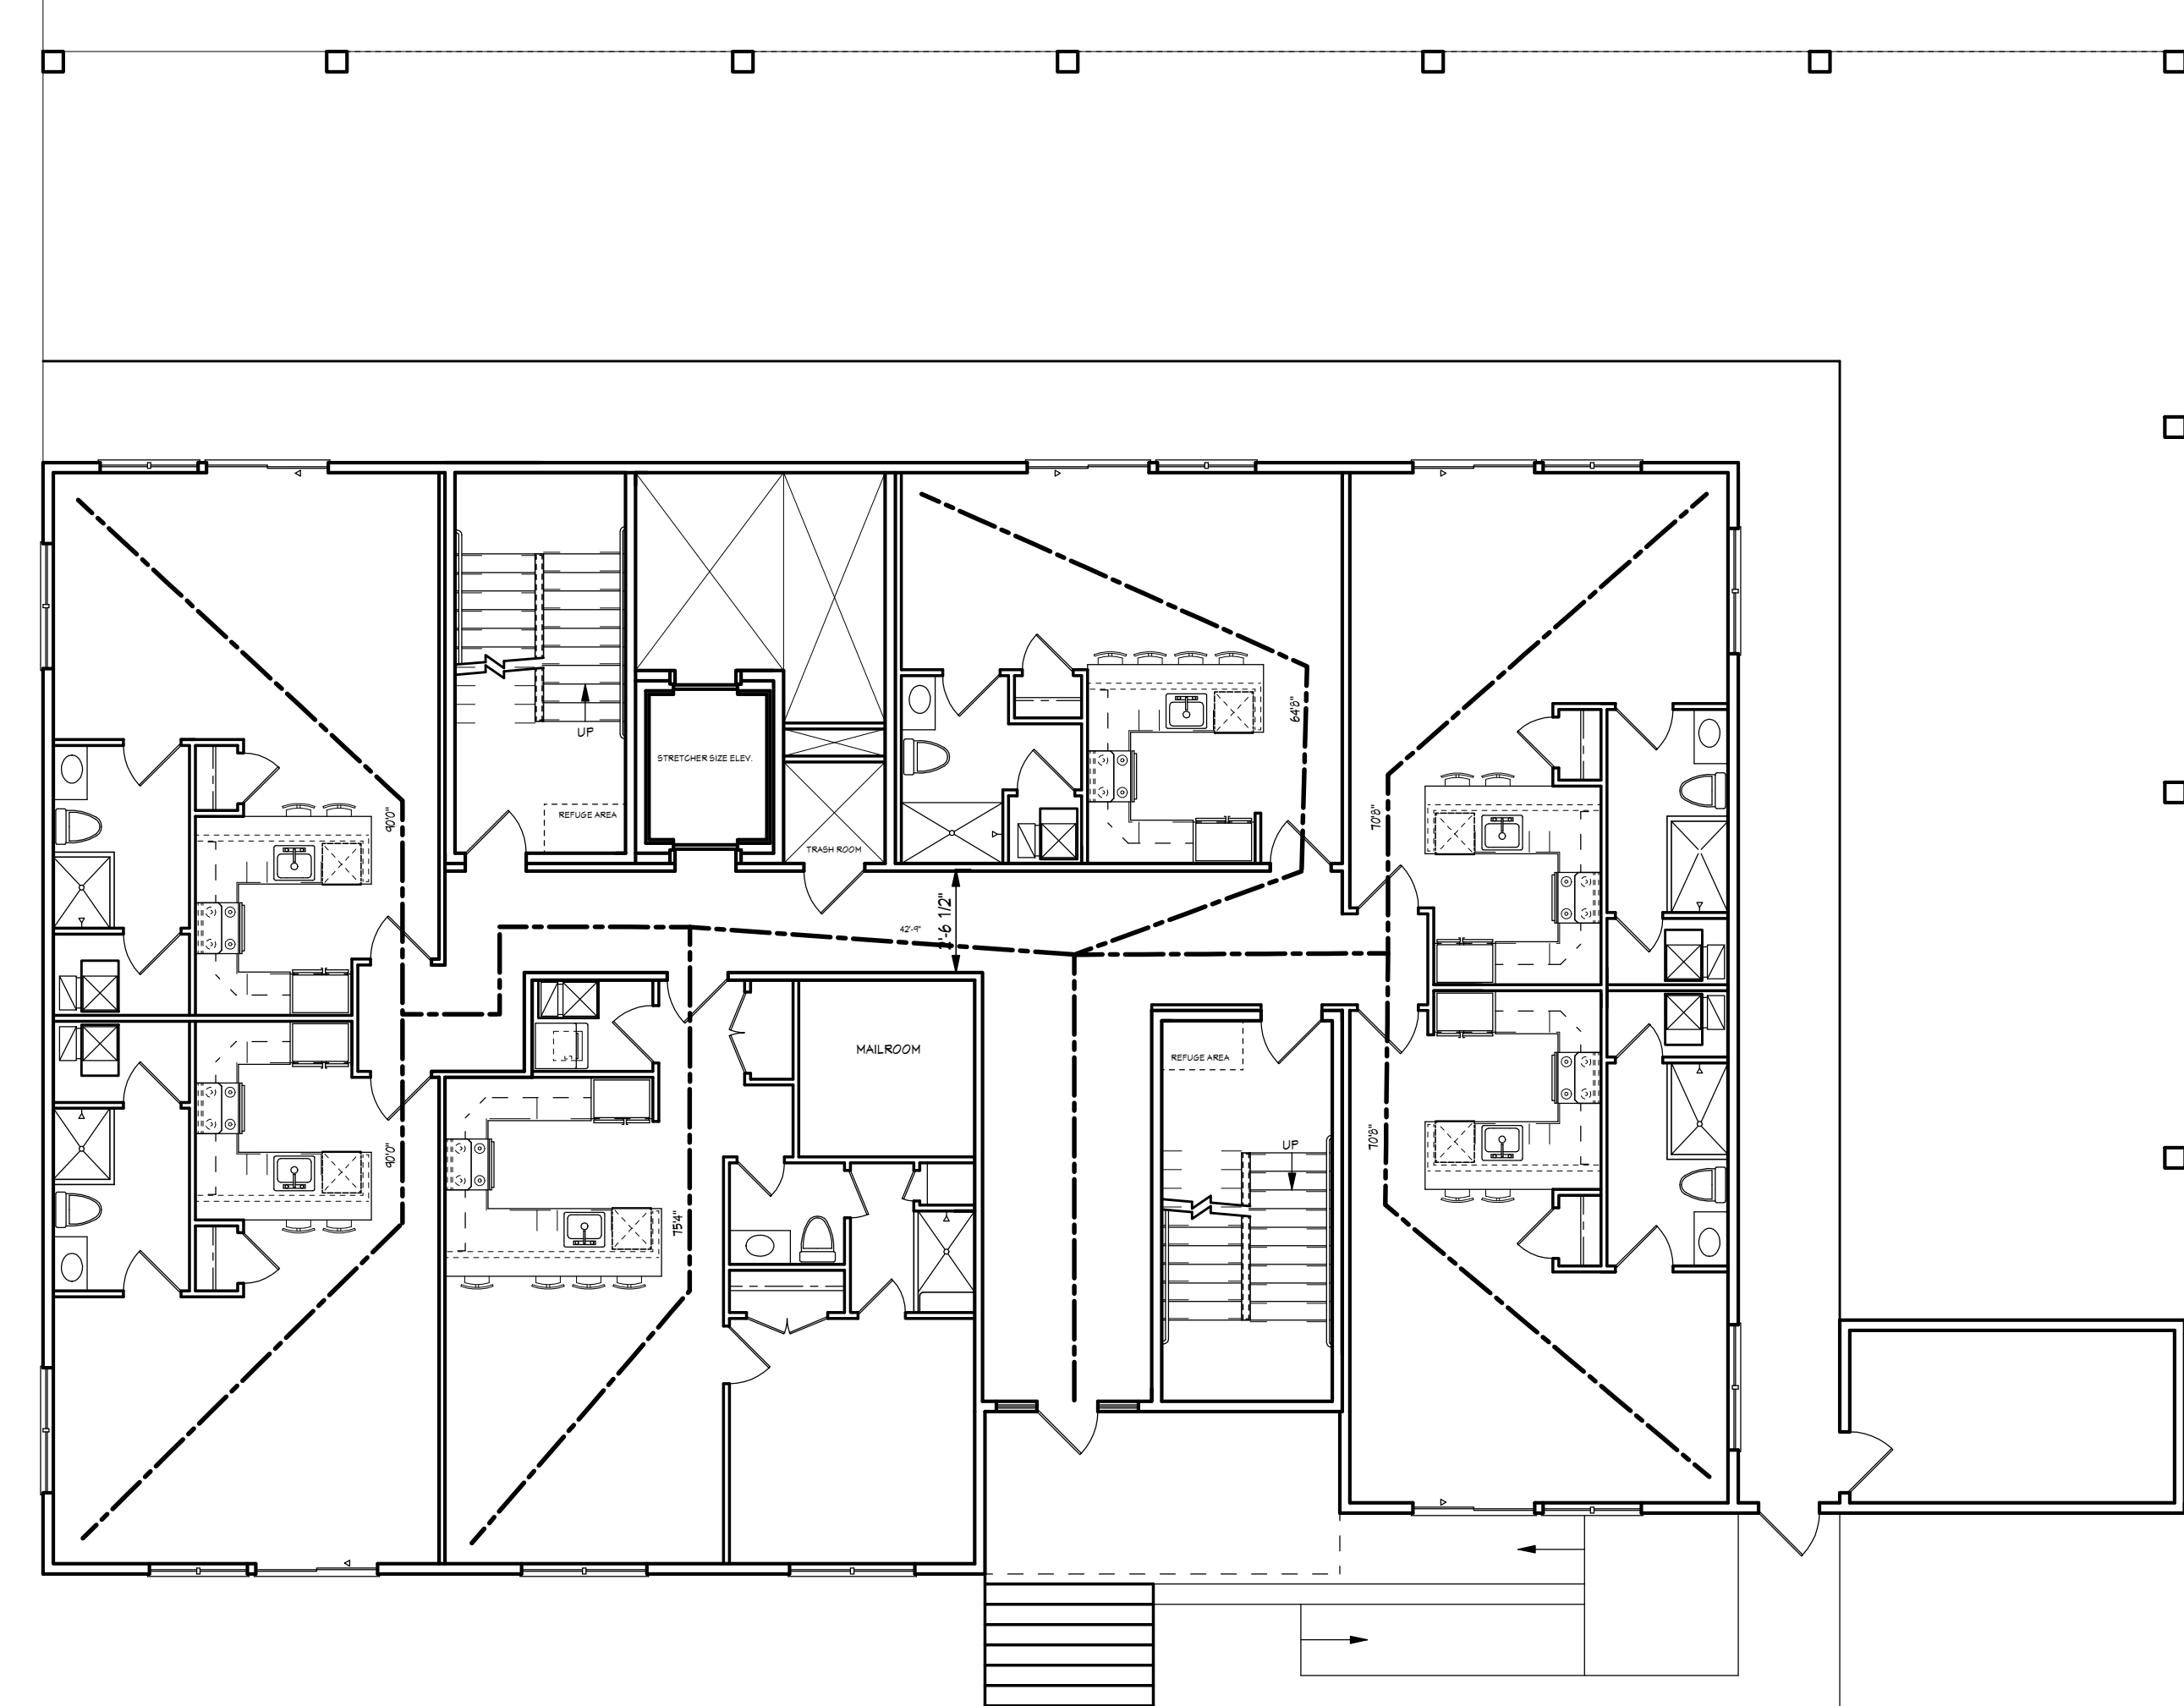 64'8"
UP
STRETCHER SIZE ELEV.
90'0"
REFUGE AREA
70'8"
TRASH ROOM
42'-9"
'-6 1/2"
MAILROOM
REFUGE AREA
90'0"
70'8"
UP
75'4"